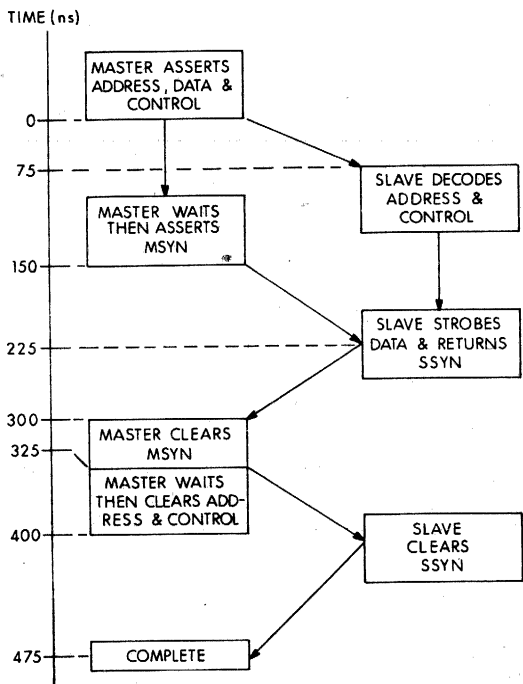 TIME (ns)
MASTER ASSERTS
ADDRESS, DATA &
CONTROL
0
75
SLAVE DECODES
ADDRESS &
CONTROL
MASTER WAITS
THEN ASSERTS
MSYN
150
SLAVE STROBES
DATA & RETURNS
SSYN
225
300
MASTER CLEARS
MSYN
325
MASTER WAITS
THEN CLEARS ADD-
RESS & CONTROL
400
SLAVE
CLEARS
SSYN
475
COMPLETE